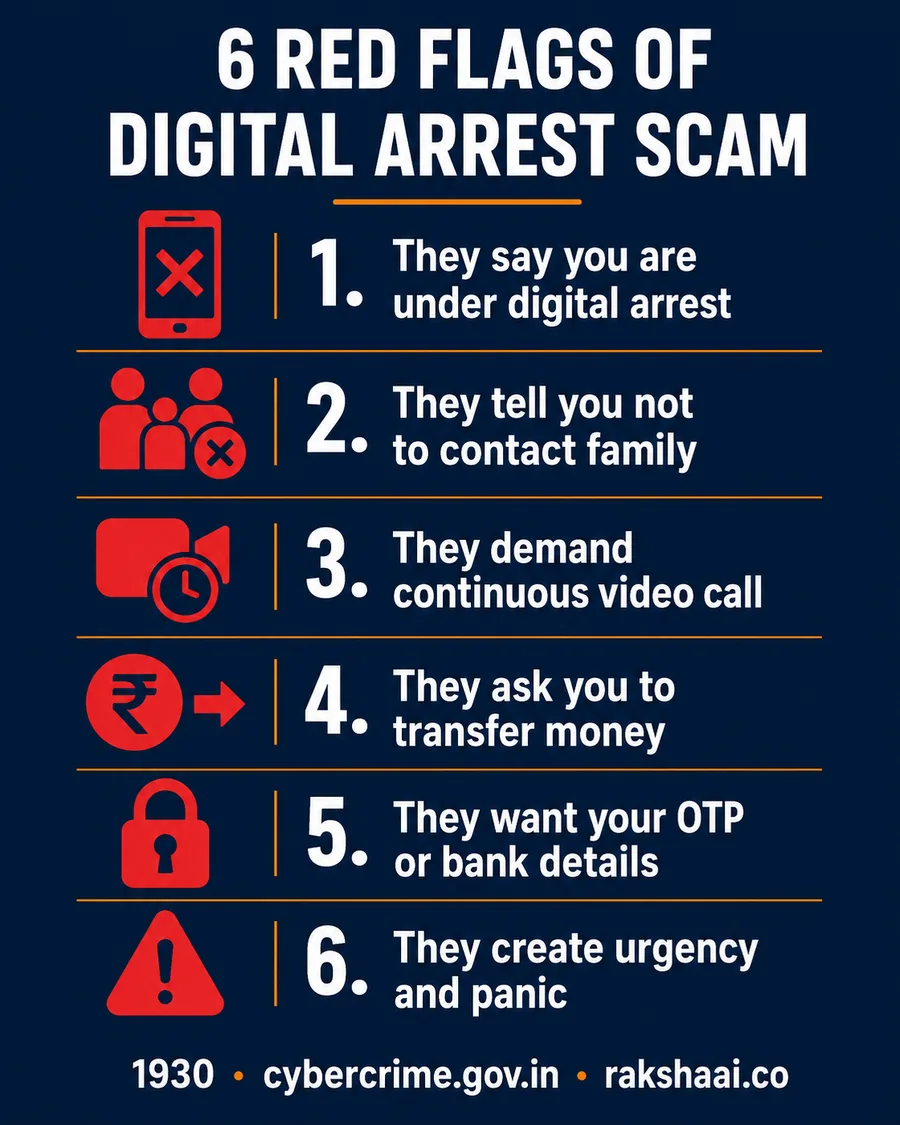 6 RED FLAGS OF
DIGITAL ARREST SCAM
1. They say you are
under digital arrest
2. They tell you not
to contact family
3. They demand
continuous video call
₹
4. They ask you to
transfer money
5. They want your OTP
or bank details
!
6. They create urgency
and panic
1930 • cybercrime.gov.in • rakshaai.co